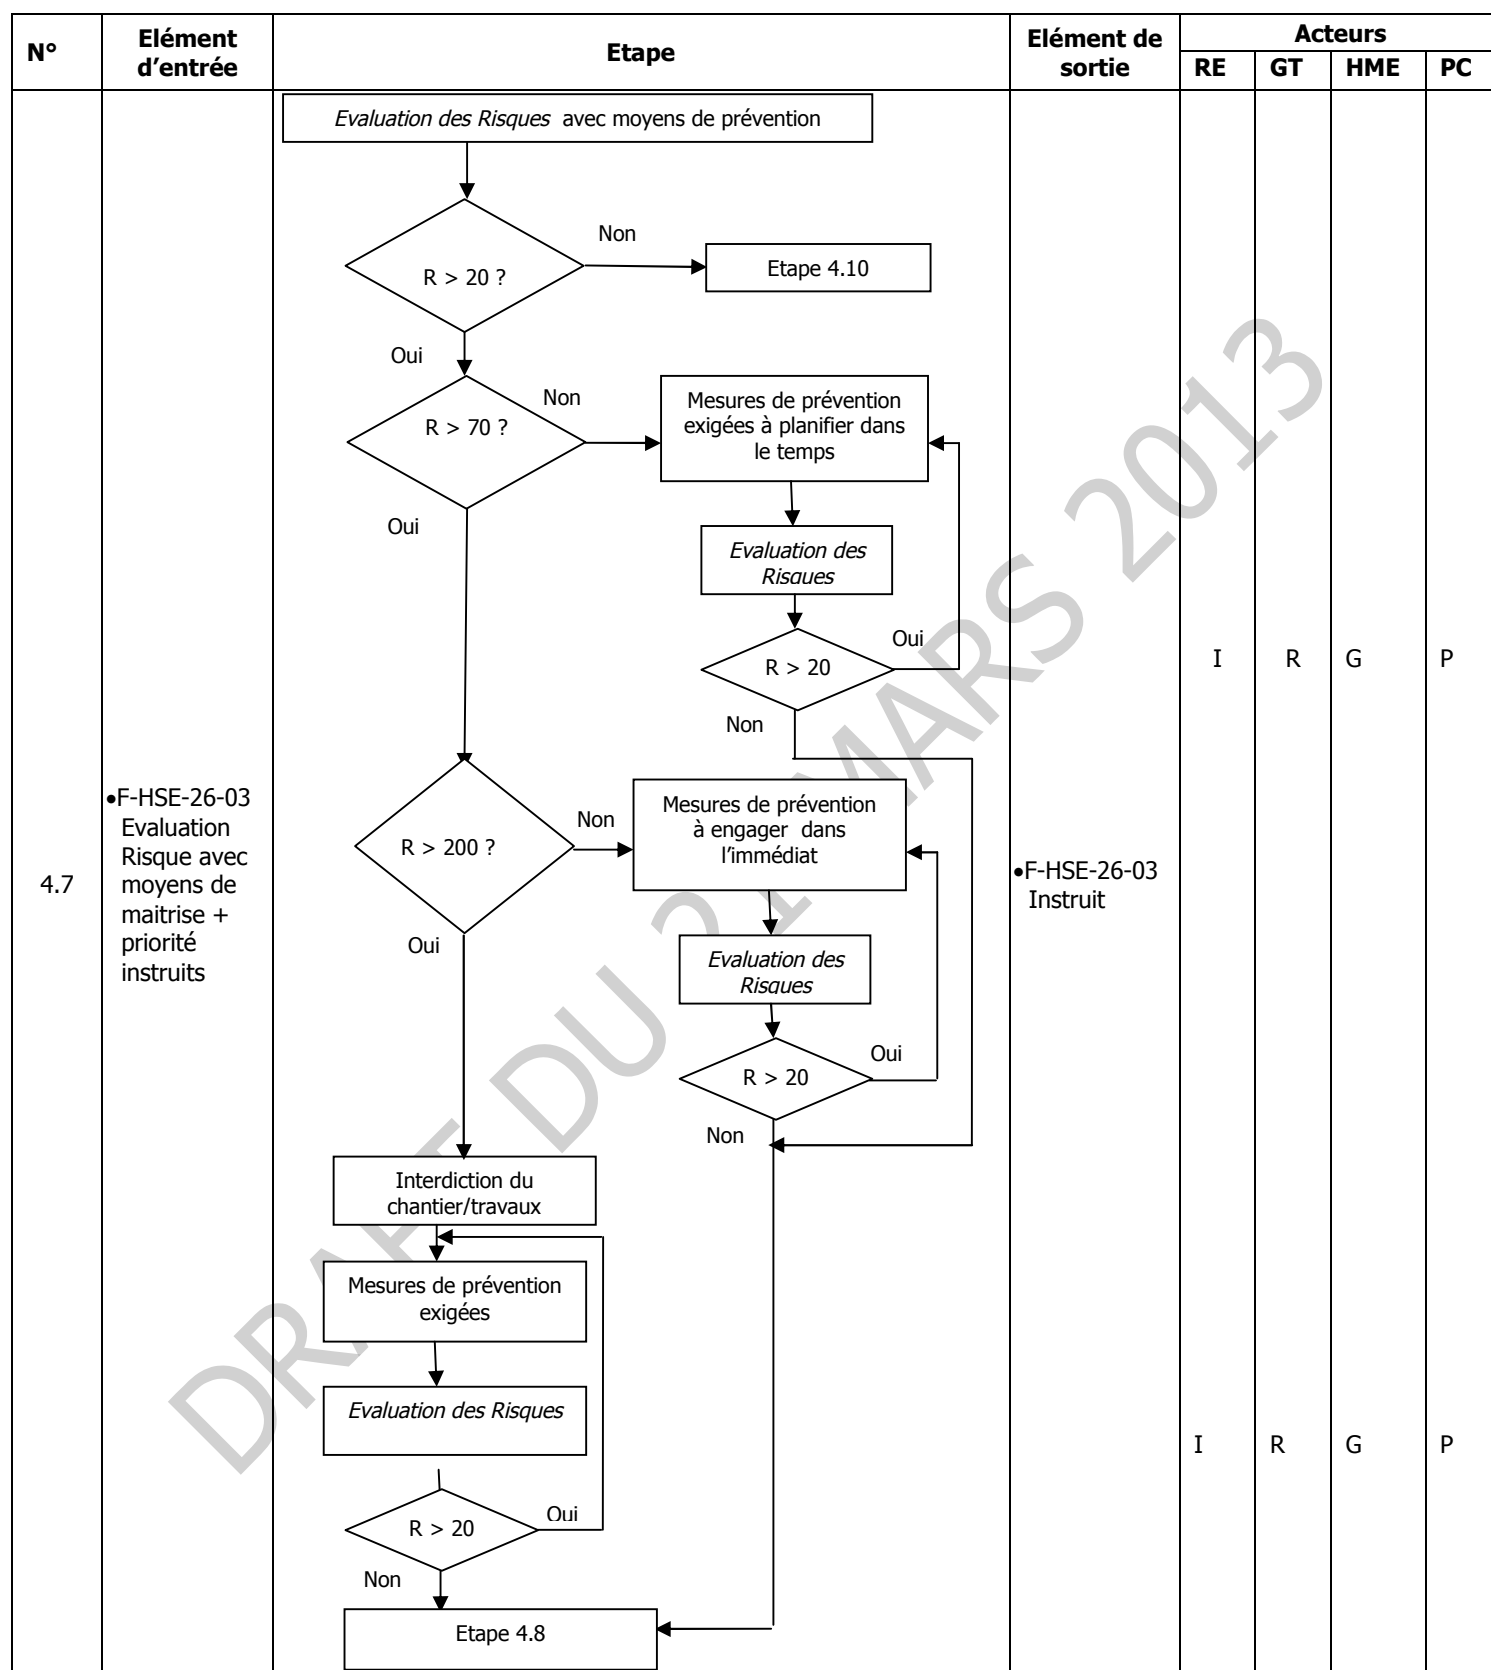 N°
Elément
d’entrée
Etape
Elément de
sortie
Acteurs
RE
GT
HME
PC
Evaluation des Risques avec moyens de prévention
R > 20 ?
Non
Etape 4.10
Oui
R > 70 ?
Non
Mesures de prévention
exigées à planifier dans
le temps
Oui
Evaluation des
Risques
R > 20
Oui
Non
I
R
G
P
4.7
•F-HSE-26-03
Evaluation
Risque avec
moyens de
maitrise +
priorité
instruits
R > 200 ?
Non
Mesures de prévention
à engager dans
l’immédiat
Oui
Evaluation des
Risques
R > 20
Oui
Non
•F-HSE-26-03
Instruit
Interdiction du
chantier/travaux
Mesures de prévention
exigées
Evaluation des Risques
R > 20
Oui
Non
Etape 4.8
I
R
G
P
DRAFT DU 21 MARS 2013